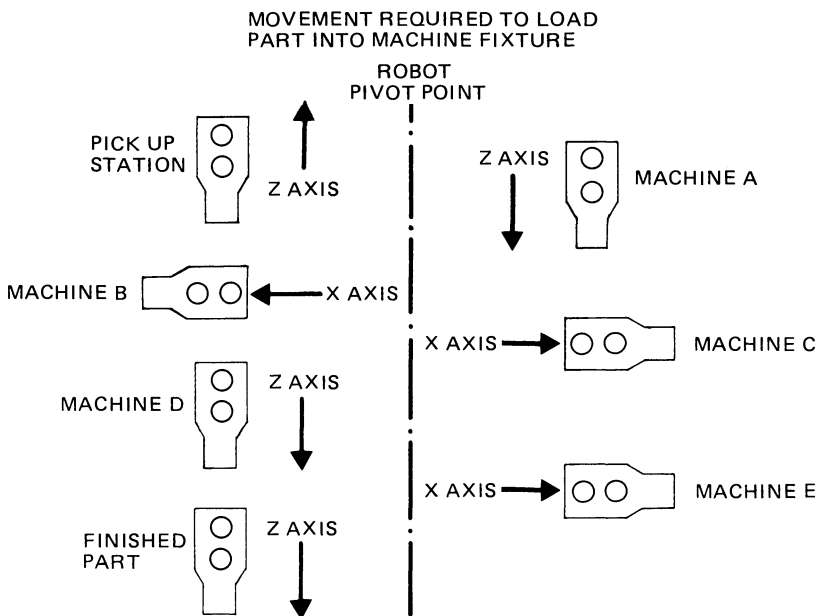 MOVEMENT REQUIRED TO LOAD
PART INTO MACHINE FIXTURE
ROBOT
PIVOT POINT
PICK UP
STATION
Z AXIS
Z AXIS
MACHINE A
MACHINE B
X AXIS
X AXIS
MACHINE C
MACHINE D
Z AXIS
X AXIS
MACHINE E
FINISHED
PART
Z AXIS